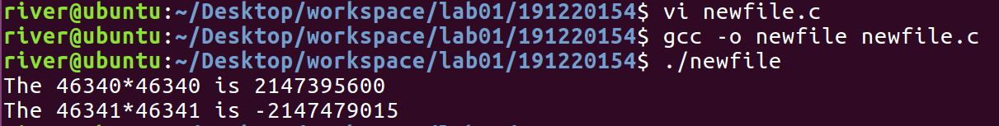 river@ubuntu:~/Desktop/workspace/lab01/191220154$ vi newfile.c
river@ubuntu:~/Desktop/workspace/lab01/191220154$ gcc -o newfile newfile.c
river@ubuntu:~/Desktop/workspace/lab01/191220154$ ./newfile
The 46340*46340 is 2147395600
The 46341*46341 is -2147479015